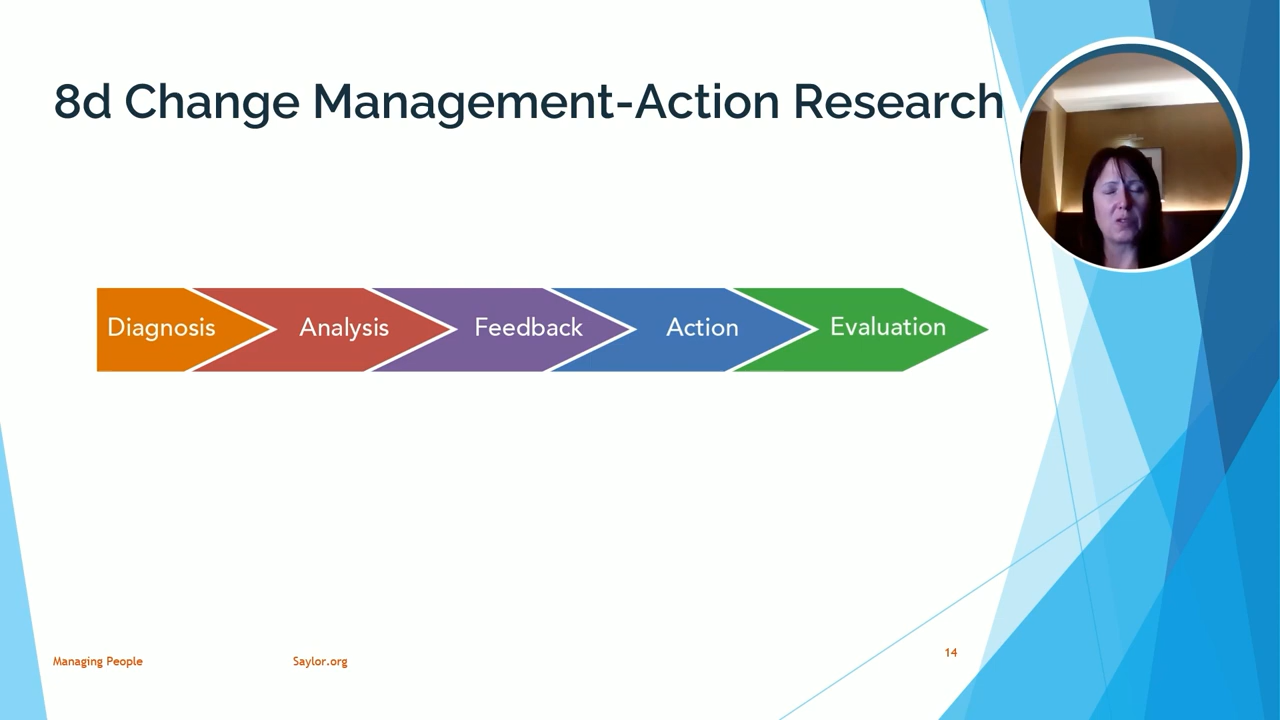 8d Change Management-Action Research
Diagnosis
Analysis
Feedback
Action
Evaluation
Managing People
Saylor.org
14